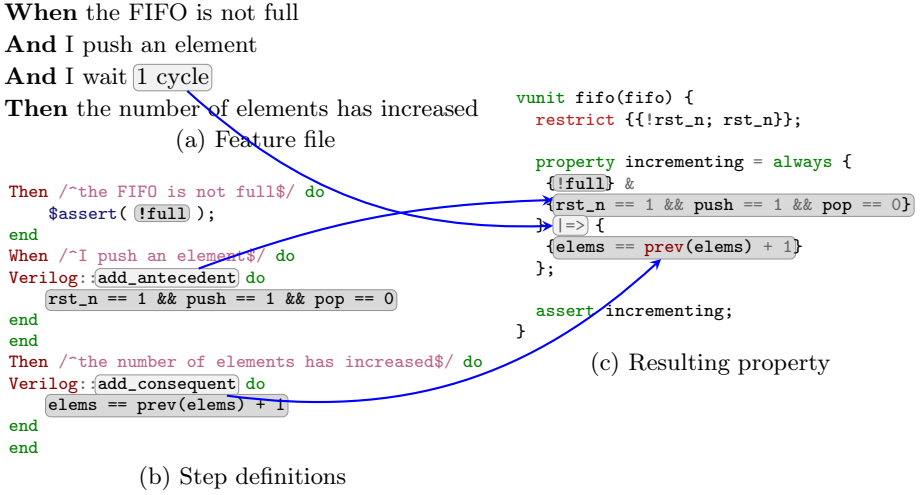 When the FIFO is not full
And I push an element
And I wait 1 cycle
Then the number of elements has increased
(a) Feature file
Then /^the FIFO is not full$/ do
$assert( !full );
end
When /^I push an element$/ do
Verilog::add_antecedent do
rst_n == 1 && push == 1 && pop == 0
end
end
Then /^the number of elements has increased$/ do
Verilog::add_consequent do
elems == prev(elems) + 1
end
end
(b) Step definitions
vunit fifo(fifo) {
restrict {{!rst_n; rst_n}};
property incrementing = always {
{!full} &
{rst_n == 1 && push == 1 && pop == 0}
} |=> {
{elems == prev(elems) + 1}
};
assert incrementing;
}
(c) Resulting property